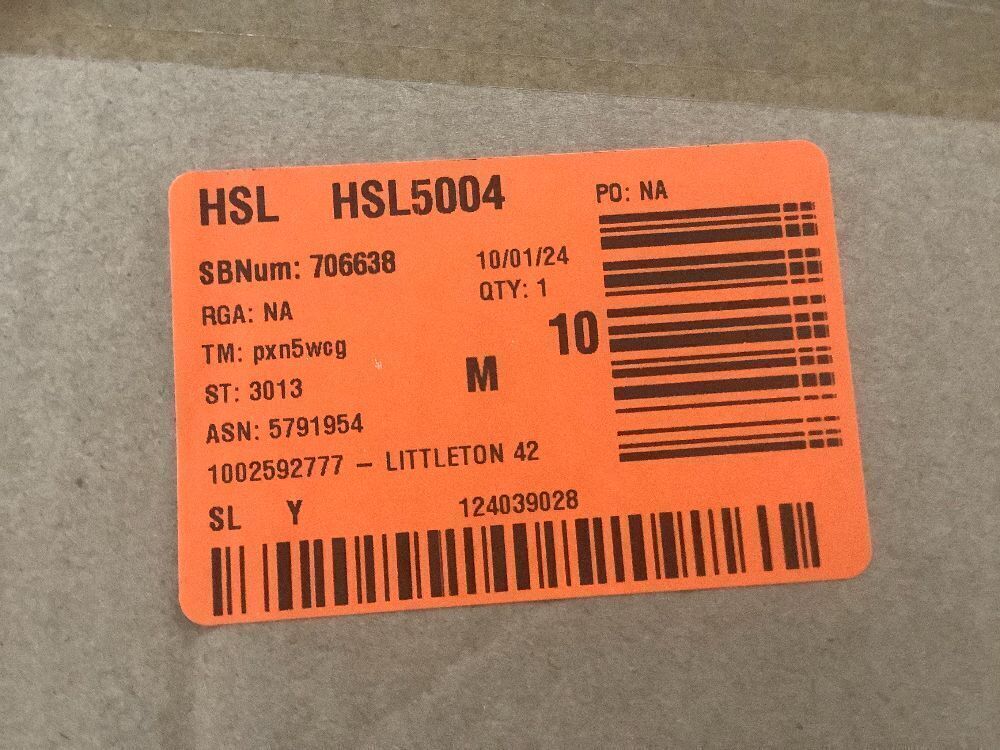 HSL HSL5004 PO: NA
SBNum: 706638 10/01/24
RGA: NA QTY: 1
TM: pxn5wcg 10
ST: 3013 M
ASN: 5791954
1002592777 – LITTLETON 42
SL Y 124039028